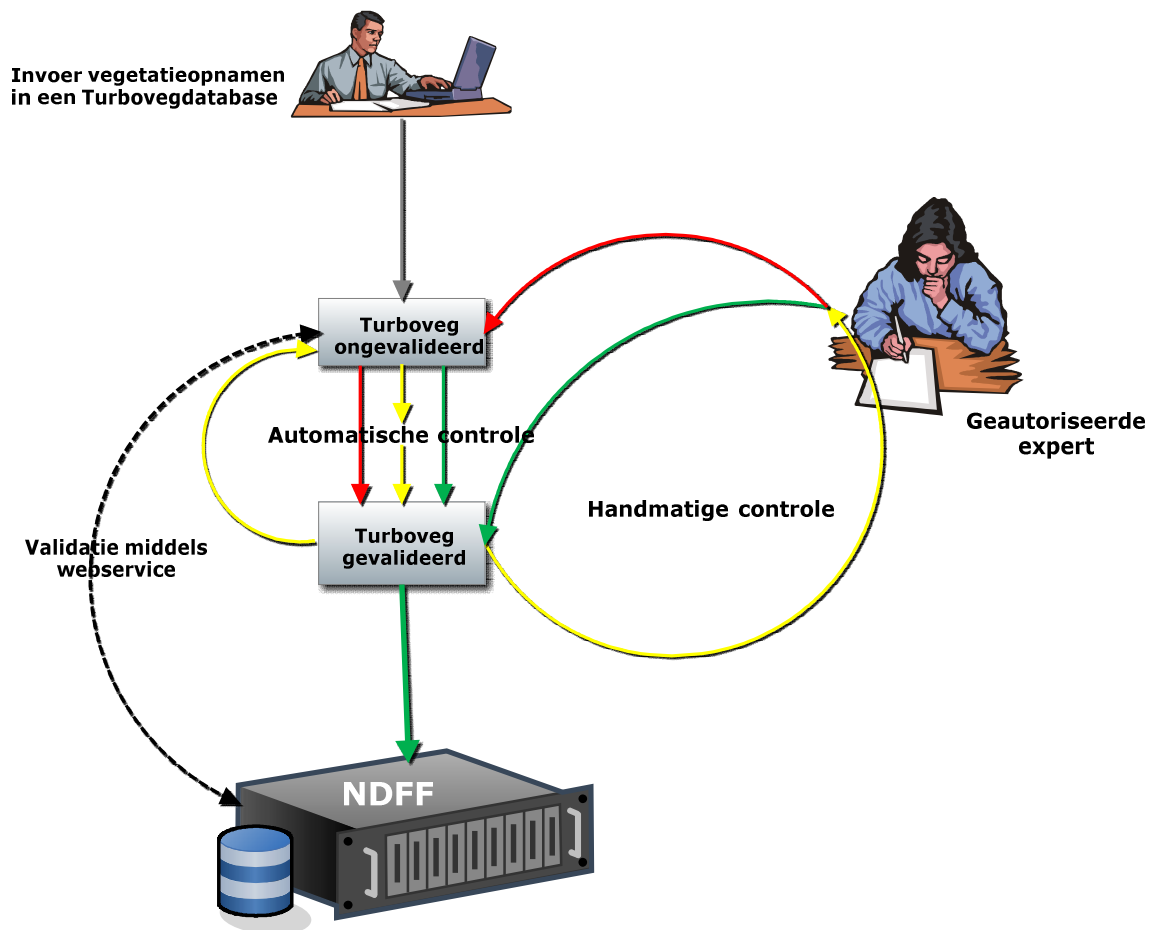 Invoer vegetatieopnamen
in een Turbovegdatabase
Turboveg
ongevalideerd
Automatische controle
Geautoriseerde
expert
Handmatige controle
Turboveg
gevalideerd
Validatie middels
webservice
NDFF